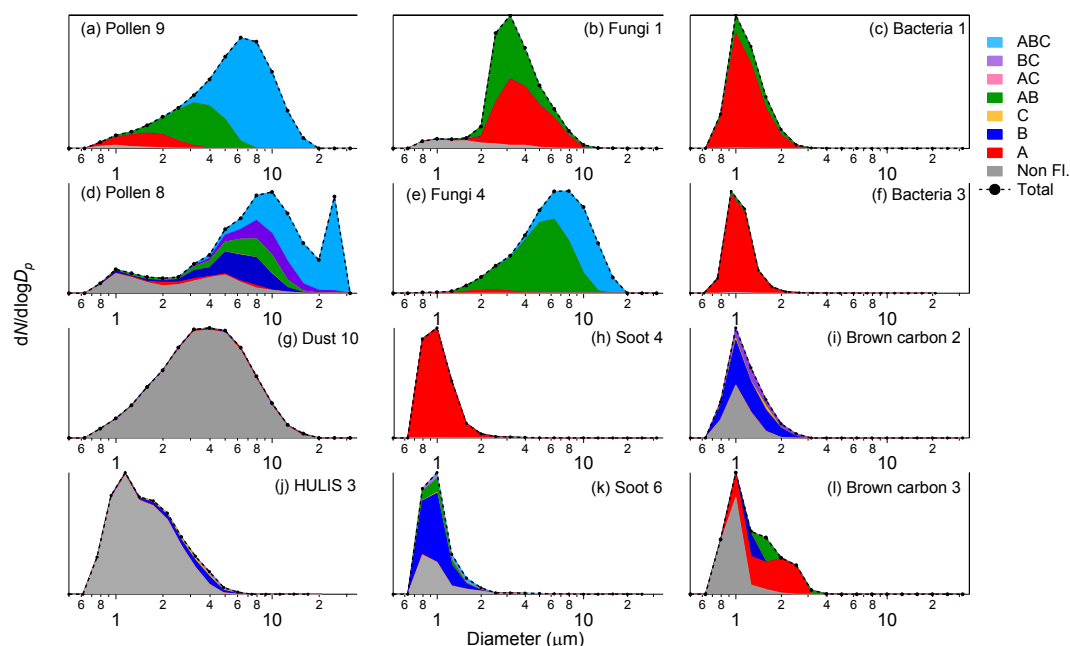 dN/dlogDp
(a) Pollen 9
6 8 1 2 4 6 8 10 2
(b) Fungi 1
6 8 1 2 4 6 8 10 2
(c) Bacteria 1
6 8 1 2 4 6 8 10 2
ABC
BC
AC
AB
C
B
A
Non Fl.
Total
(d) Pollen 8
6 8 1 2 4 6 8 10 2
(e) Fungi 4
6 8 1 2 4 6 8 10 2
(f) Bacteria 3
6 8 1 2 4 6 8 10 2
(g) Dust 10
6 8 1 2 4 6 8 10 2
(h) Soot 4
6 8 1 2 4 6 8 10 2
(i) Brown carbon 2
6 8 1 2 4 6 8 10 2
(j) HULIS 3
6 8 1 2 4 6 8 10 2
(k) Soot 6
6 8 1 2 4 6 8 10 2
(l) Brown carbon 3
6 8 1 2 4 6 8 10 2
Diameter (μm)